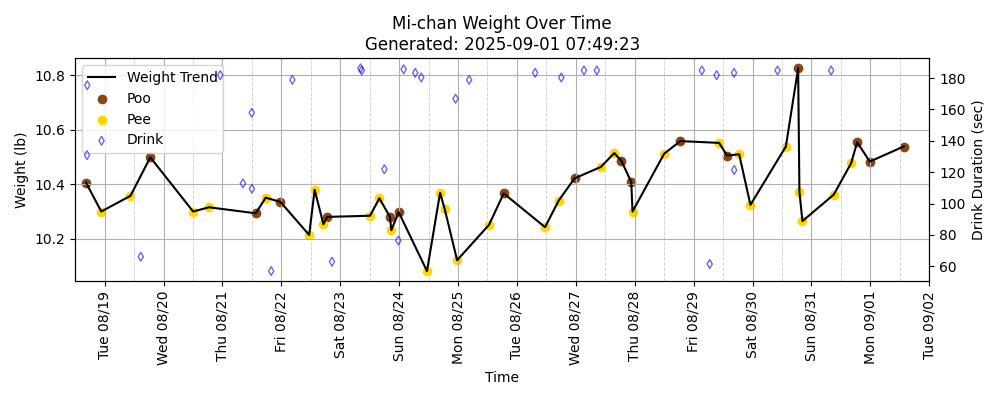 Mi-chan Weight Over Time
Generated: 2025-09-01 07:49:23
Weight (lb)
10.8
10.6
10.4
10.2
Weight Trend
Poo
Pee
Drink
180
160
140
120
100
80
60
Drink Duration (sec)
Tue 08/19
Wed 08/20
Thu 08/21
Fri 08/22
Sat 08/23
Sun 08/24
Mon 08/25
Tue 08/26
Wed 08/27
Thu 08/28
Fri 08/29
Sat 08/30
Sun 08/31
Mon 09/01
Tue 09/02
Time